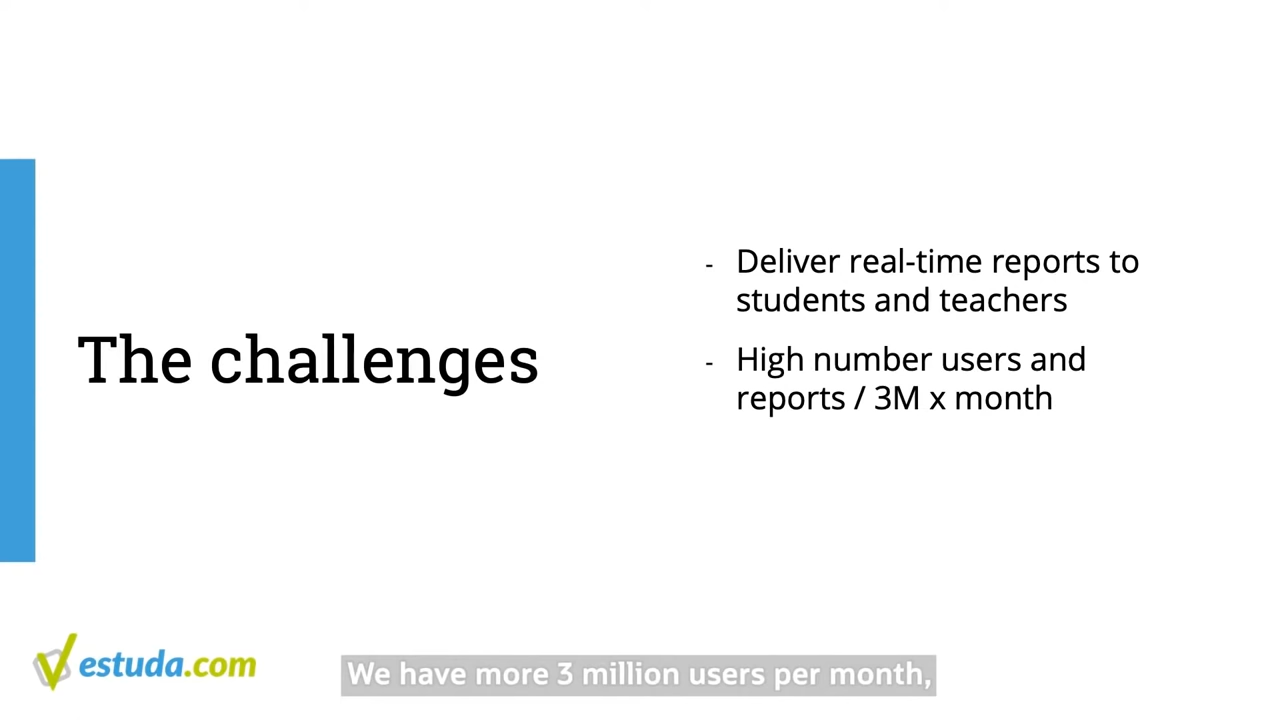 The challenges
- Deliver real-time reports to
students and teachers
- High number users and
reports / 3M x month
estuda.com
We have more 3 million users per month,